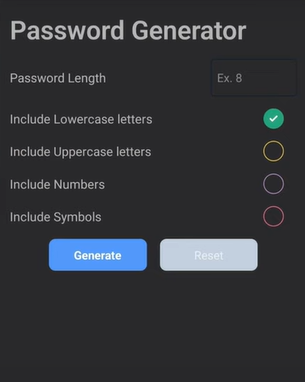 Password Generator
Password Length
Ex. 8
Include Lowercase letters
Include Uppercase letters
Include Numbers
Include Symbols
Generate
Reset